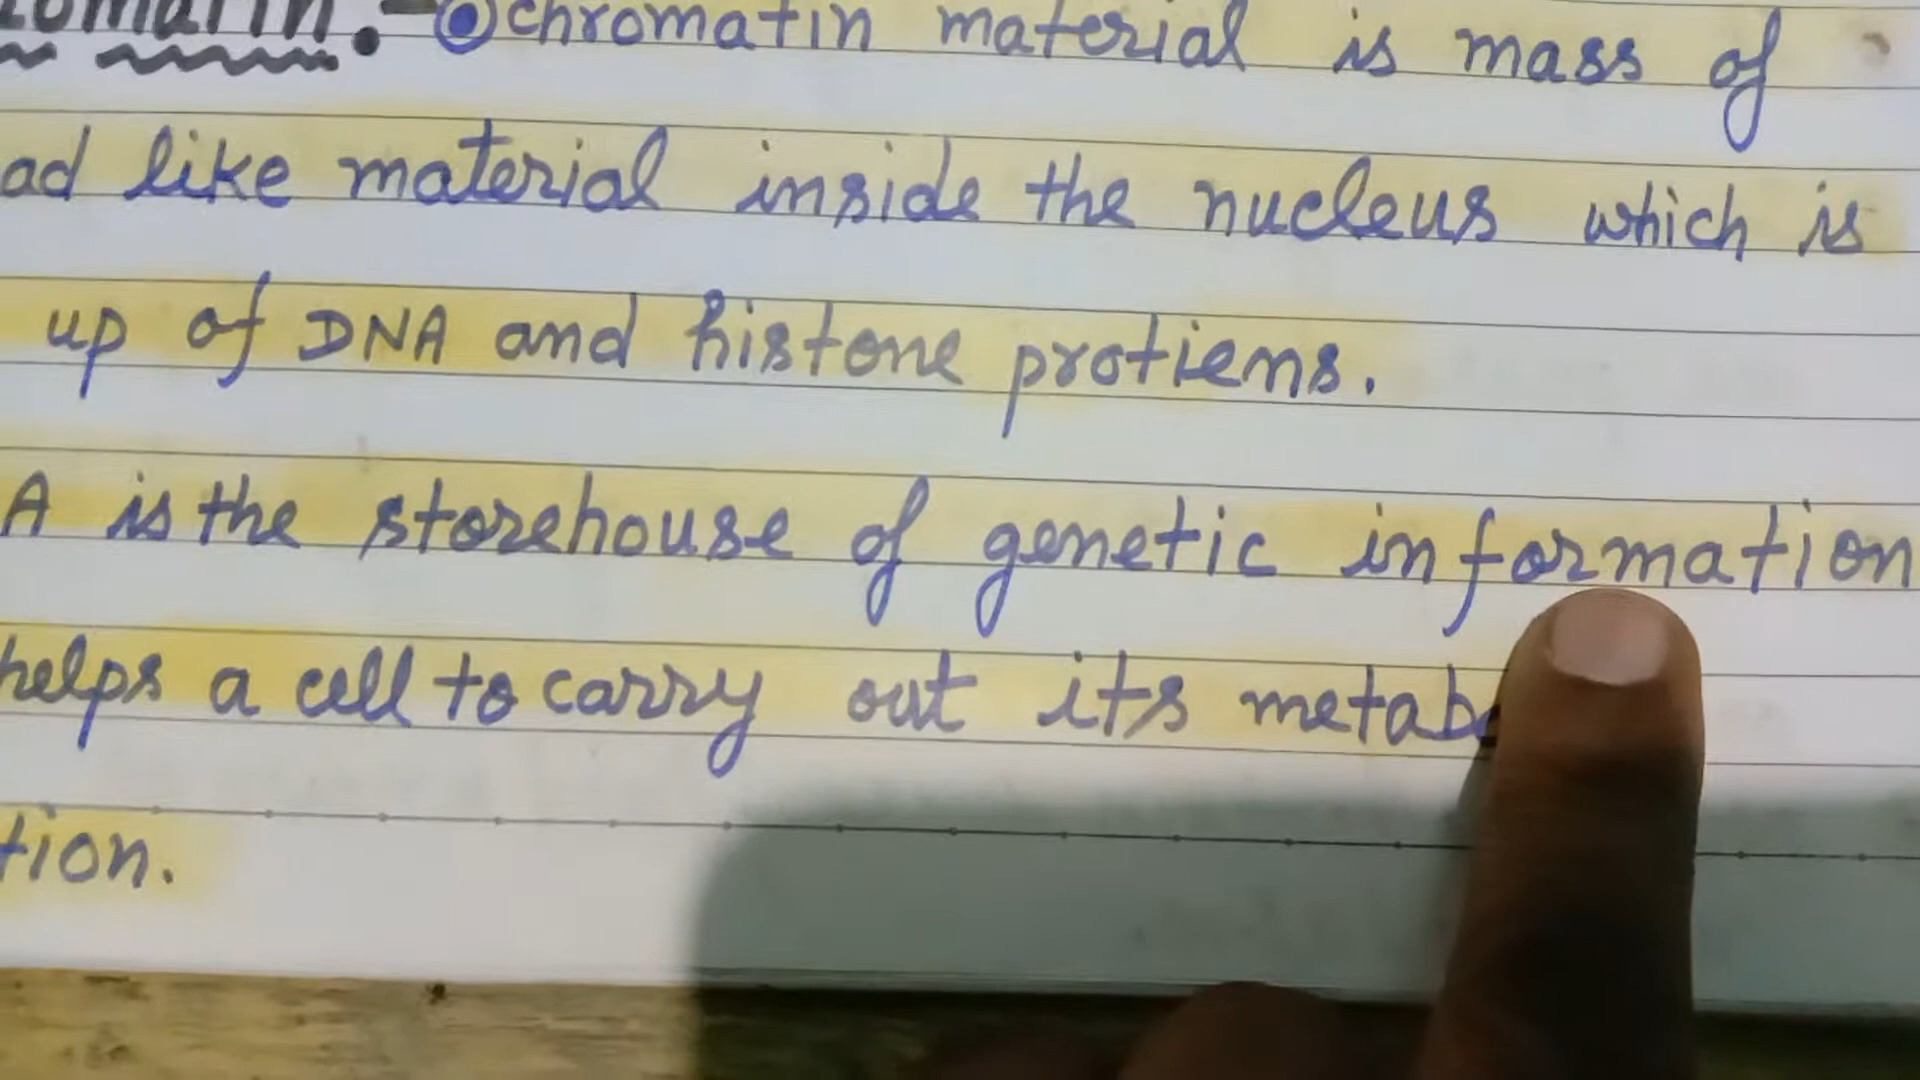 chromatin material is mass of
ad like material inside the nucleus which is
up of DNA and histone protiens.
A is the storehouse of genetic information
helps a cell to carry out its metab
tion.